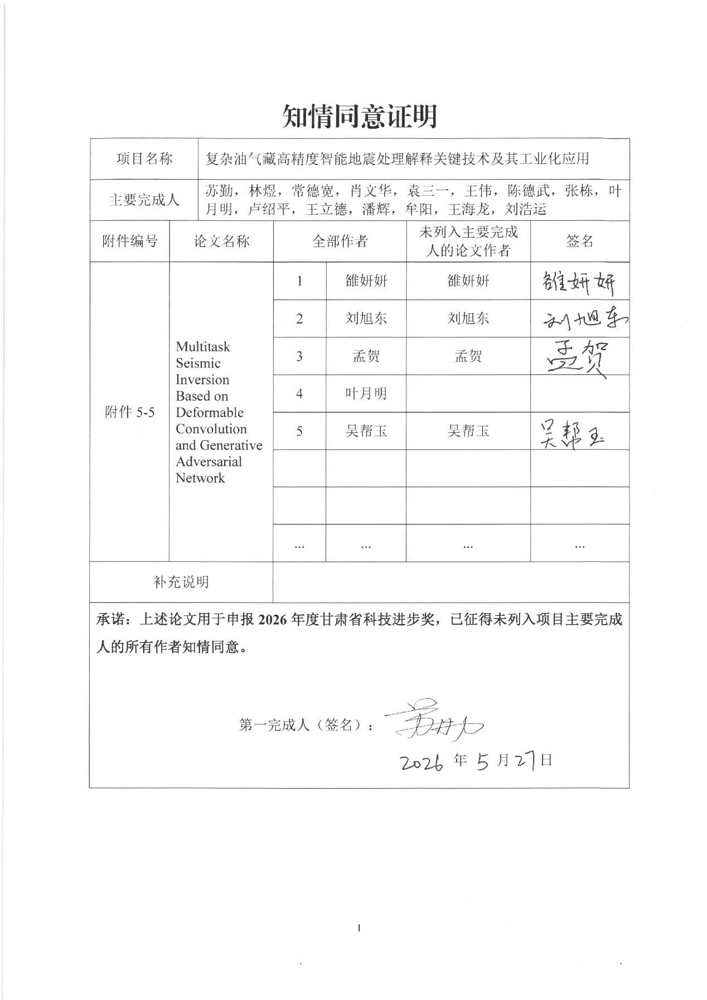 知情同意证明
项目名称
复杂油气藏高精度智能地震处理解释关键技术及其工业化应用
主要完成人
苏勤，林煜，常德宽，肖文华，袁三一，王伟，陈德武，张栋，叶
月明，卢绍平，王立德，潘辉，牟阳，王海龙，刘浩运
附件编号
论文名称
全部作者
未列入主要完成
人的论文作者
签名
附件 5-5
Multitask
Seismic
Inversion
Based on
Deformable
Convolution
and Generative
Adversarial
Network
1 雒妍妍 雒妍妍 雒妍妍
2 刘旭东 刘旭东 刘旭东
3 孟贺 孟贺 孟贺
4 叶月明
5 吴帮玉 吴帮玉 吴帮玉
... ... ... ...
补充说明
承诺：上述论文用于申报 2026 年度甘肃省科技进步奖，已征得未列入项目主要完成
人的所有作者知情同意。
第一完成人（签名）：苏勤
2026 年 5 月 27 日
1